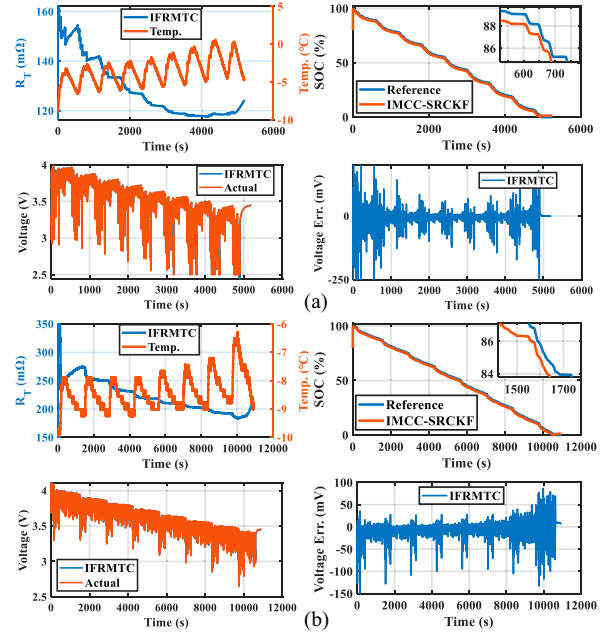 160
140
120
R_T (mΩ)
IFRMTC
Temp.
5
0
-5
-10
Temp. (°C)
0 2000 4000 6000
Time (s)
100
50
0
SOC (%)
Reference
IMCC-SRCKF
88
86
600 700
0 2000 4000 6000
Time (s)
4
3.5
3
2.5
Voltage (V)
IFRMTC
Actual
0 1000 2000 3000 4000 5000 6000
Time (s)
0
-250
Voltage Err. (mV)
IFRMTC
0 1000 2000 3000 4000 5000 6000
Time (s)
(a)
350
300
250
200
150
R_T (mΩ)
IFRMTC
Temp.
-6
-7
-8
-9
-10
Temp. (°C)
0 2000 4000 6000 8000 10000 12000
Time (s)
100
50
0
SOC (%)
Reference
IMCC-SRCKF
86
84
1500 1700
0 2000 4000 6000 8000 10000 12000
Time (s)
4
3.5
3
2.5
Voltage (V)
IFRMTC
Actual
0 2000 4000 6000 8000 10000 12000
Time (s)
100
50
0
-50
-100
-150
Voltage Err. (mV)
IFRMTC
0 2000 4000 6000 8000 10000 12000
Time (s)
(b)